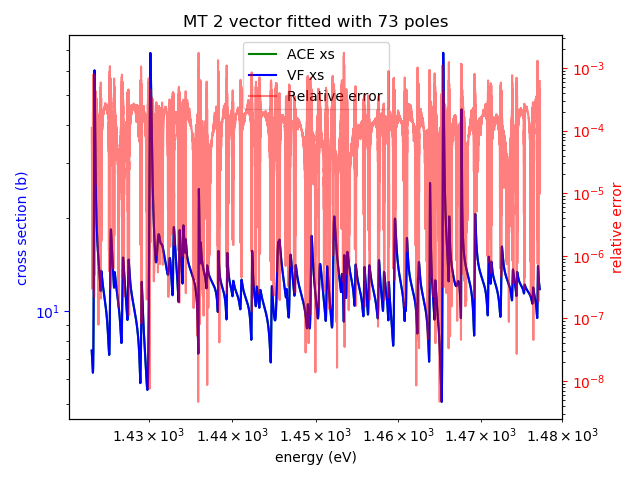 MT 2 vector fitted with 73 poles
ACE xs
VF xs
Relative error
cross section (b)
10¹
10⁻³
10⁻⁴
10⁻⁵
10⁻⁶
10⁻⁷
10⁻⁸
relative error
1.43 × 10³ 1.44 × 10³ 1.45 × 10³ 1.46 × 10³ 1.47 × 10³ 1.48 × 10³
energy (eV)